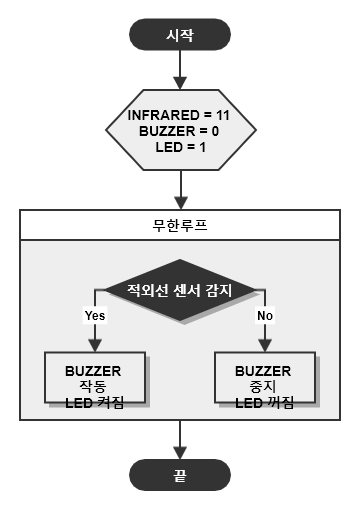 시작
INFRARED = 11
BUZZER = 0
LED = 1
무한루프
적외선 센서 감지
Yes
No
BUZZER
작동
LED 켜짐
BUZZER
중지
LED 꺼짐
끝